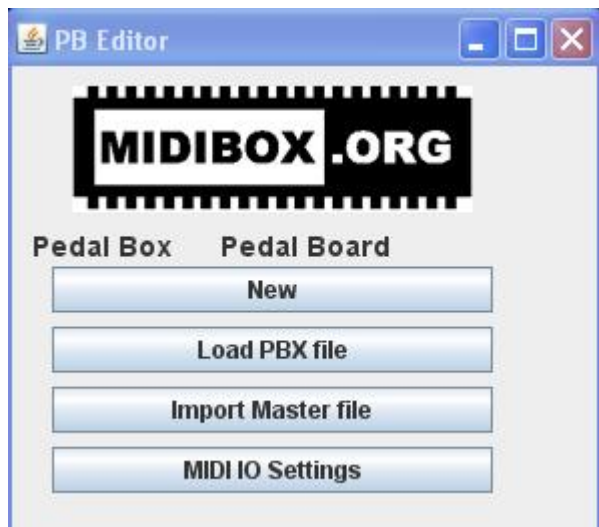 PB Editor
MIDIBOX.ORG
Pedal Box Pedal Board
New
Load PBX file
Import Master file
MIDI IO Settings